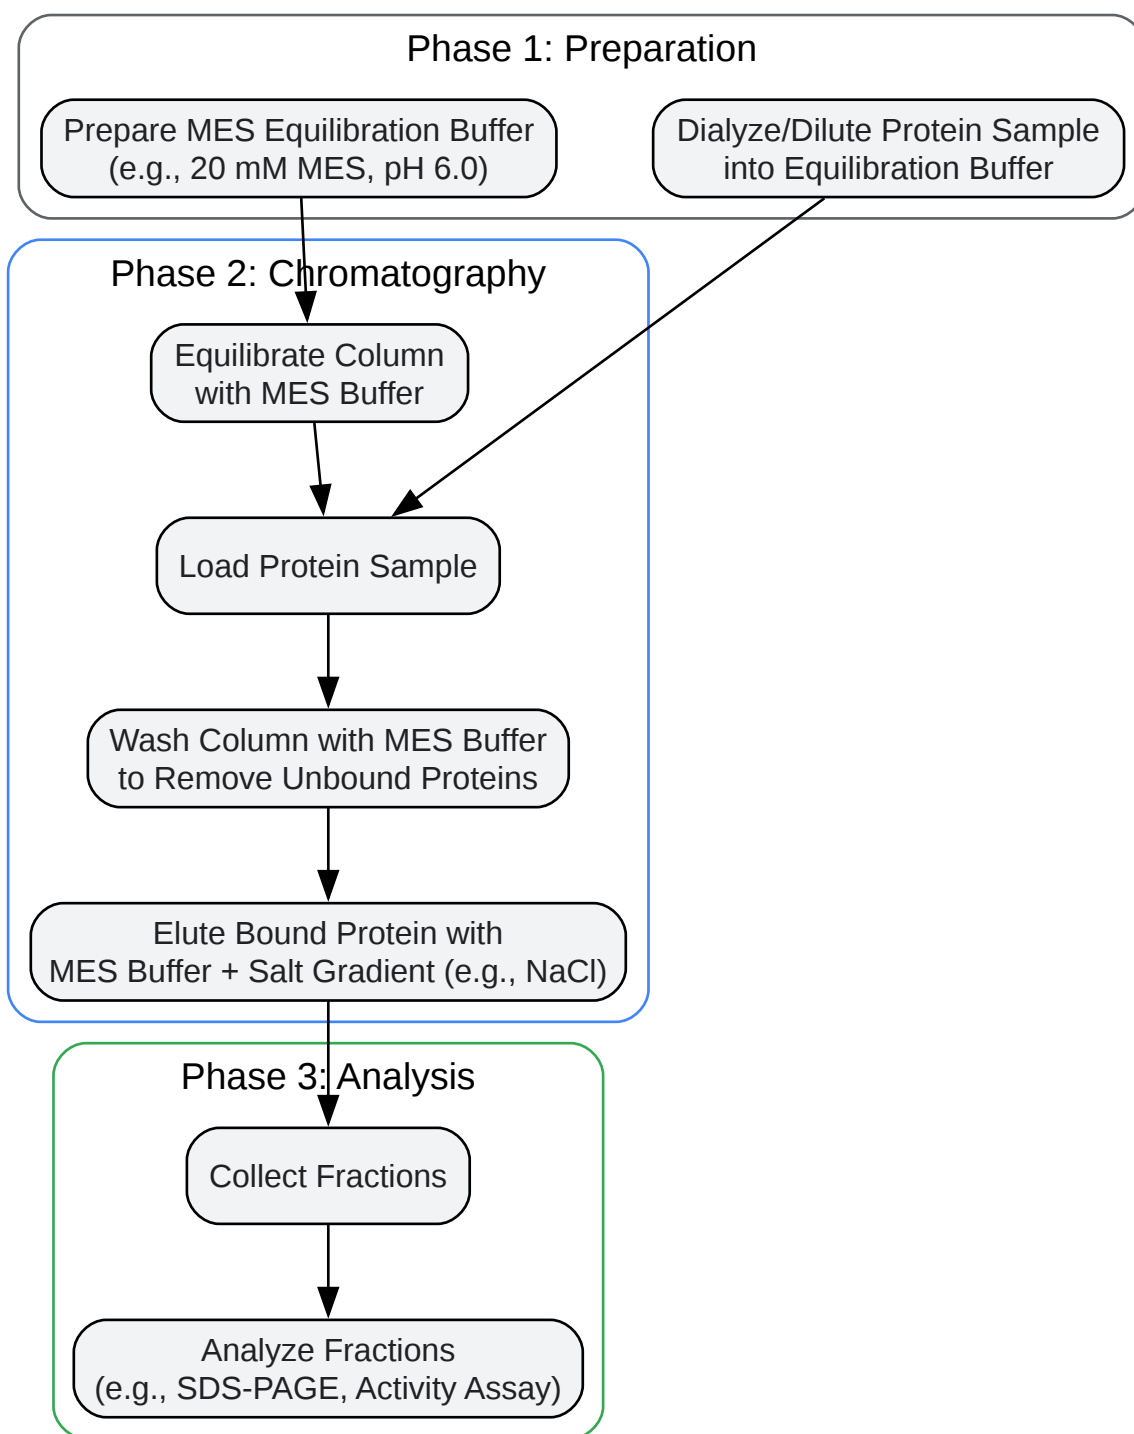 Phase 1: Preparation
Prepare MES Equilibration Buffer
(e.g., 20 mM MES, pH 6.0)
Dialyze/Dilute Protein Sample
into Equilibration Buffer
Phase 2: Chromatography
Equilibrate Column
with MES Buffer
Load Protein Sample
Wash Column with MES Buffer
to Remove Unbound Proteins
Elute Bound Protein with
MES Buffer + Salt Gradient (e.g., NaCl)
Phase 3: Analysis
Collect Fractions
Analyze Fractions
(e.g., SDS-PAGE, Activity Assay)